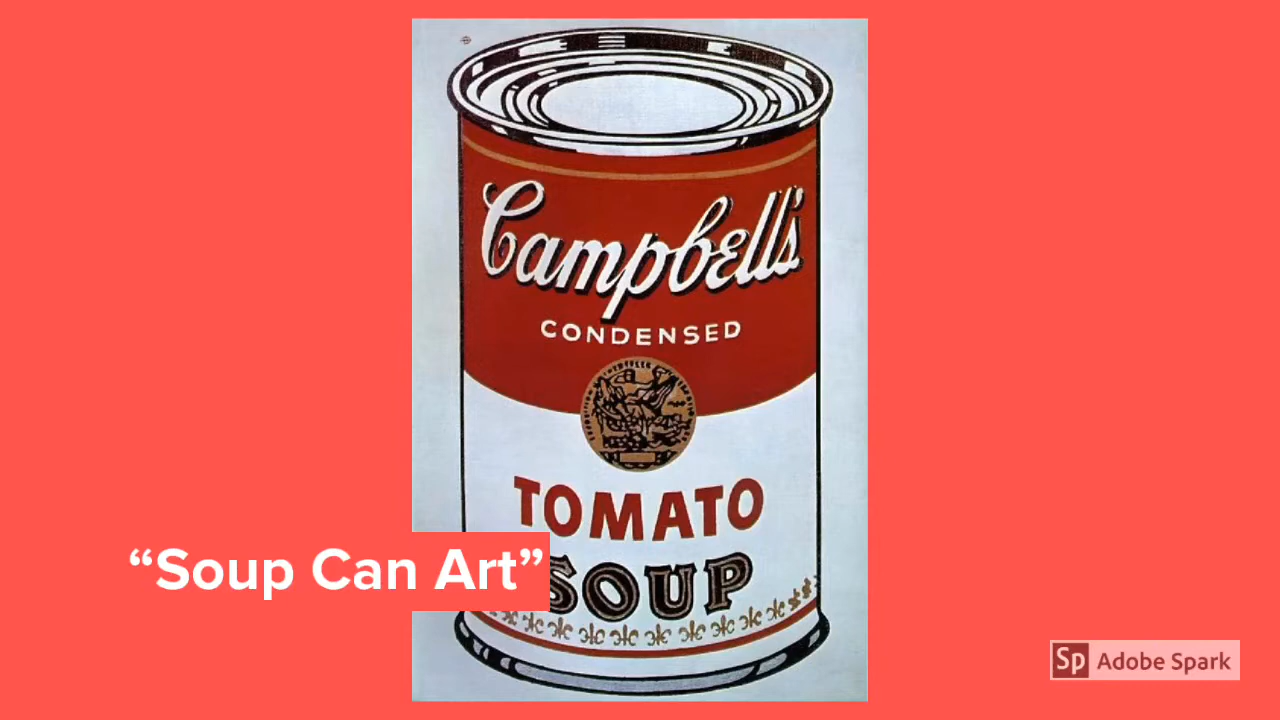 Campbell's
CONDENSED
TOMATO
SOUP
“Soup Can Art”
Sp Adobe Spark